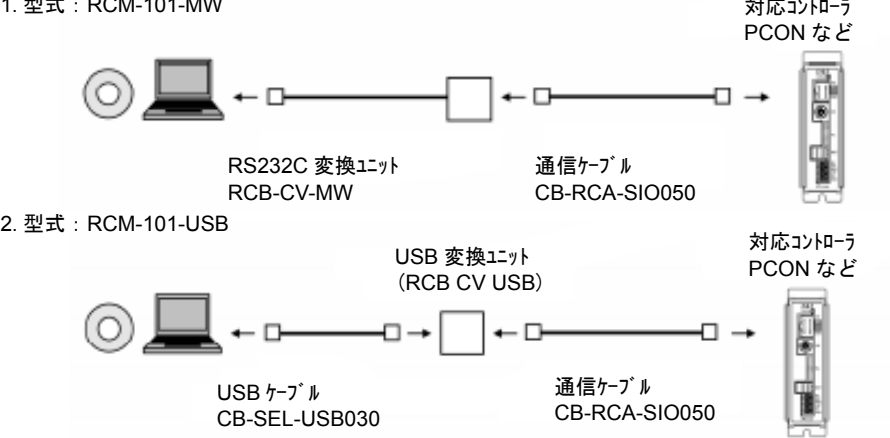 1. 型式：RCM-101-MW
対応ｺﾝﾄﾛｰﾗ
PCON など
RS232C 変換ﾕﾆｯﾄ
RCB-CV-MW
通信ｹｰﾌﾞﾙ
CB-RCA-SIO050
2. 型式：RCM-101-USB
USB 変換ﾕﾆｯﾄ
（RCB CV USB）
対応ｺﾝﾄﾛｰﾗ
PCON など
USB ｹｰﾌﾞﾙ
CB-SEL-USB030
通信ｹｰﾌﾞﾙ
CB-RCA-SIO050